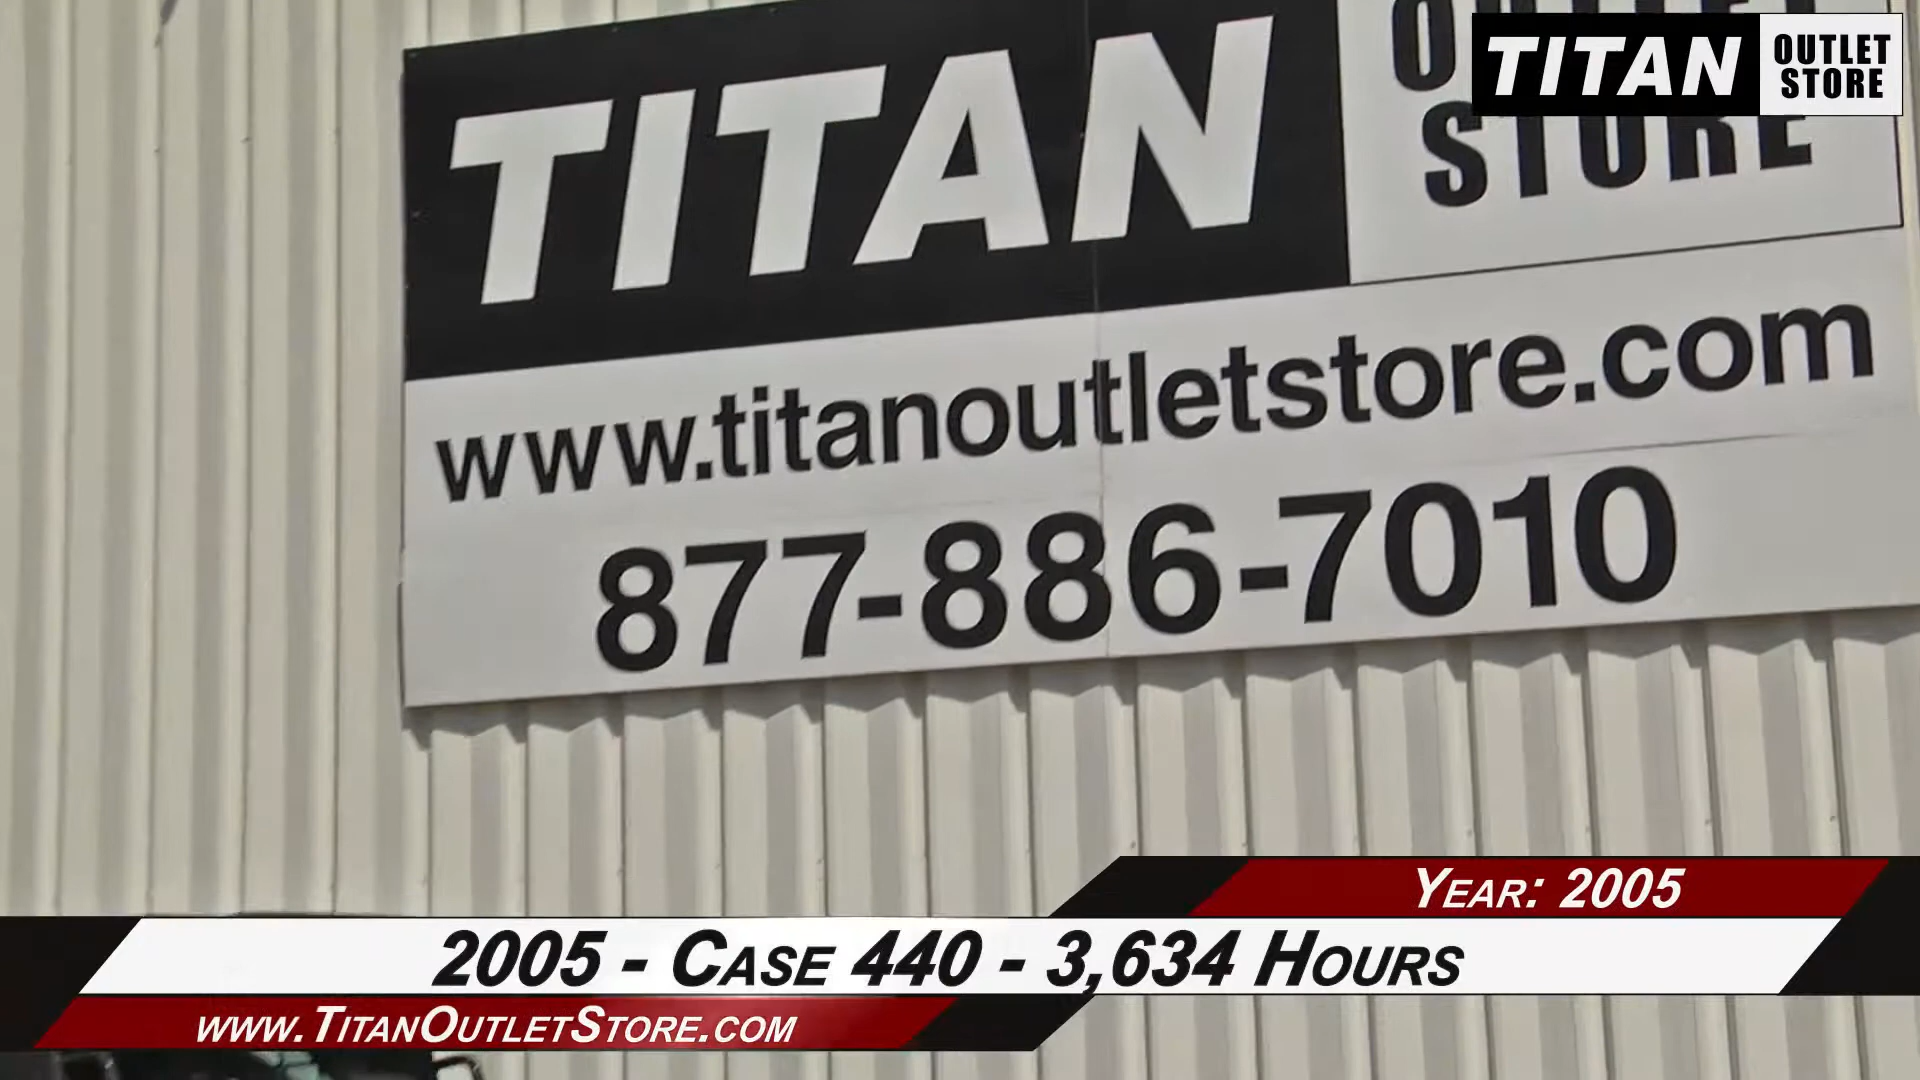 TITAN
OUTLET
STORE
www.titanoutletstore.com
877-886-7010
TITAN
OUTLET
STORE
Year: 2005
2005 - Case 440 - 3,634 Hours
www.TitanOutletStore.com